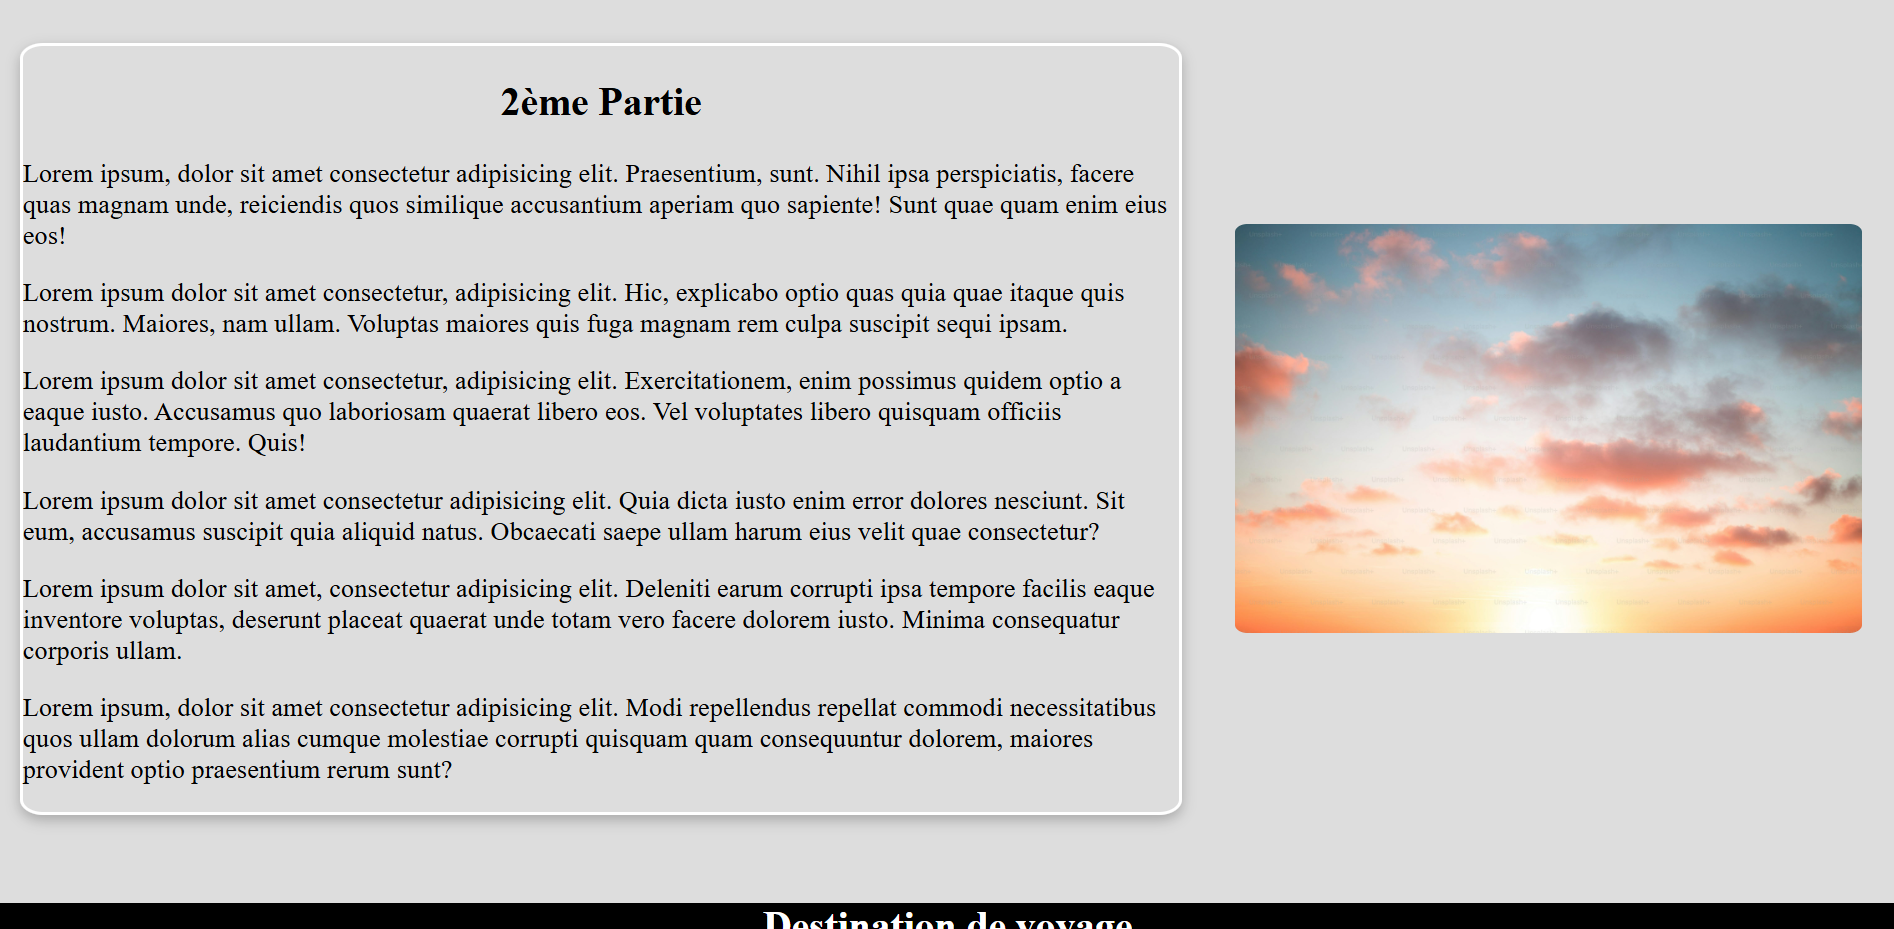 2ème Partie
Lorem ipsum, dolor sit amet consectetur adipisicing elit. Praesentium, sunt. Nihil ipsa perspiciatis, facere
quas magnam unde, reiciendis quos similique accusantium aperiam quo sapiente! Sunt quae quam enim eius
eos!
Lorem ipsum dolor sit amet consectetur, adipisicing elit. Hic, explicabo optio quas quia quae itaque quis
nostrum. Maiores, nam ullam. Voluptas maiores quis fuga magnam rem culpa suscipit sequi ipsam.
Lorem ipsum dolor sit amet consectetur, adipisicing elit. Exercitationem, enim possimus quidem optio a
eaque iusto. Accusamus quo laboriosam quaerat libero eos. Vel voluptates libero quisquam officiis
laudantium tempore. Quis!
Lorem ipsum dolor sit amet consectetur adipisicing elit. Quia dicta iusto enim error dolores nesciunt. Sit
eum, accusamus suscipit quia aliquid natus. Obcaecati saepe ullam harum eius velit quae consectetur?
Lorem ipsum dolor sit amet, consectetur adipisicing elit. Deleniti earum corrupti ipsa tempore facilis eaque
inventore voluptas, deserunt placeat quaerat unde totam vero facere dolorem iusto. Minima consequatur
corporis ullam.
Lorem ipsum, dolor sit amet consectetur adipisicing elit. Modi repellendus repellat commodi necessitatibus
quos ullam dolorum alias cumque molestiae corrupti quisquam quam consequuntur dolorem, maiores
provident optio praesentium rerum sunt?
Destination de voyage